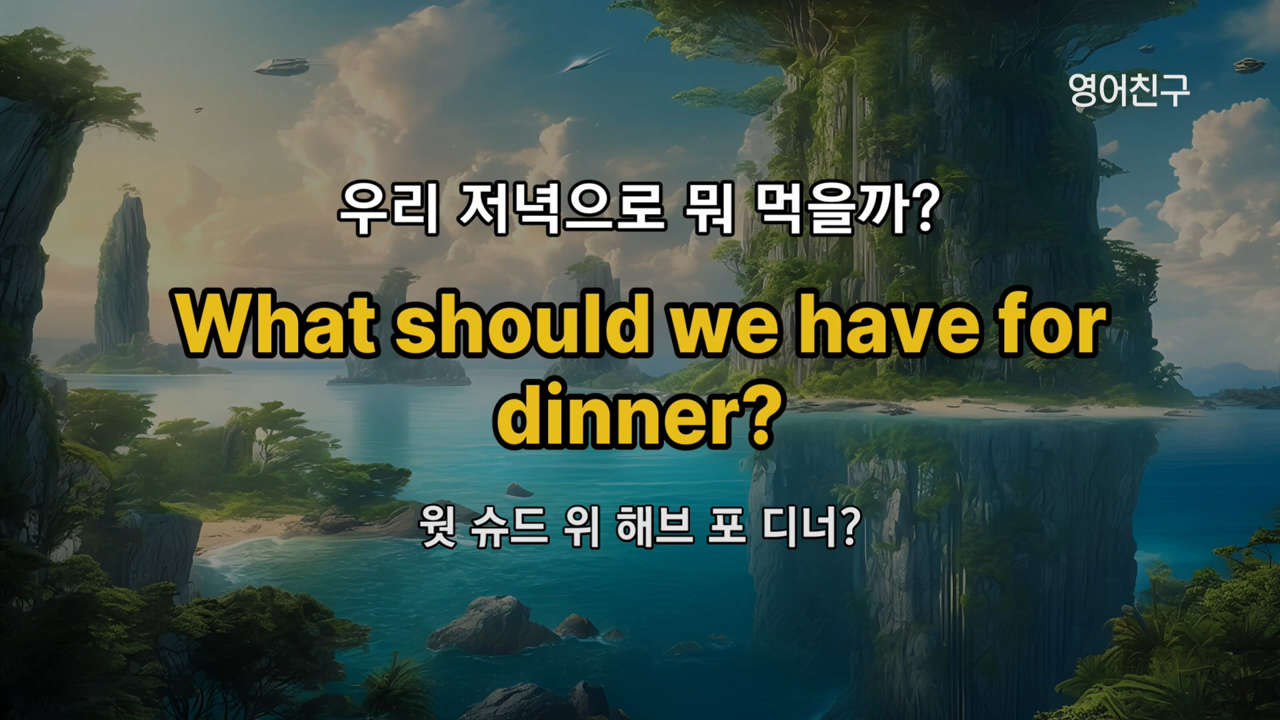 영어친구
우리 저녁으로 뭐 먹을까?
What should we have for
dinner?
웟 슈드 위 해브 포 디너?